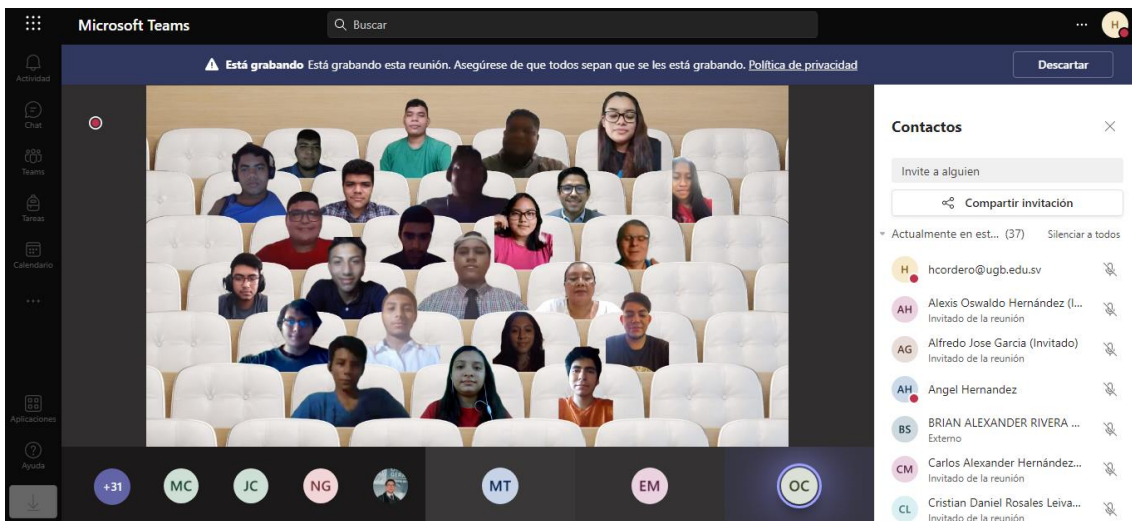 Microsoft Teams
Buscar
H
Actividad
Chat
Teams
Tareas
Calendario
Aplicaciones
Ayuda
Está grabando Está grabando esta reunión. Asegúrese de que todos sepan que se les está grabando. Política de privacidad
Descartar
+31
MC
JC
NG
MT
EM
OC
Contactos
Invite a alguien
Compartir invitación
Actualmente en est... (37) Silenciar a todos
H hcordero@ugb.edu.sv
AH Alexis Oswaldo Hernández (I...
Invitado de la reunión
AG Alfredo Jose Garcia (Invitado)
Invitado de la reunión
AH Angel Hernandez
BS BRIAN ALEXANDER RIVERA ...
Externo
CM Carlos Alexander Hernández...
Invitado de la reunión
CL Cristian Daniel Rosales Leiva...
Invitado de la reunión